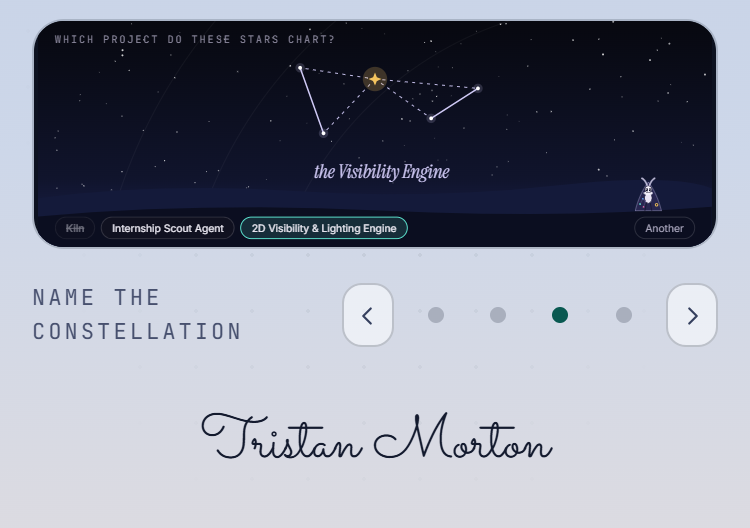 WHICH PROJECT DO THESE STARS CHART?
the Visibility Engine
Kiln Internship Scout Agent 2D Visibility & Lighting Engine Another
NAME THE
CONSTELLATION
Tristan Morton